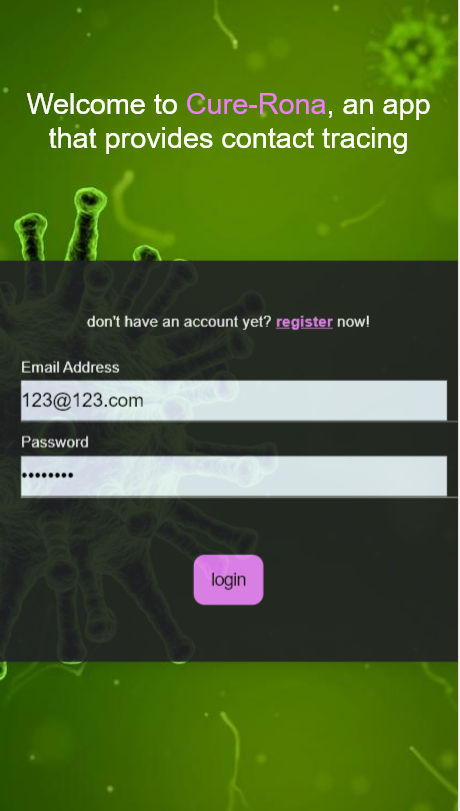 Welcome to Cure-Rona, an app
that provides contact tracing
don't have an account yet? register now!
Email Address
123@123.com
Password
••••••••
login